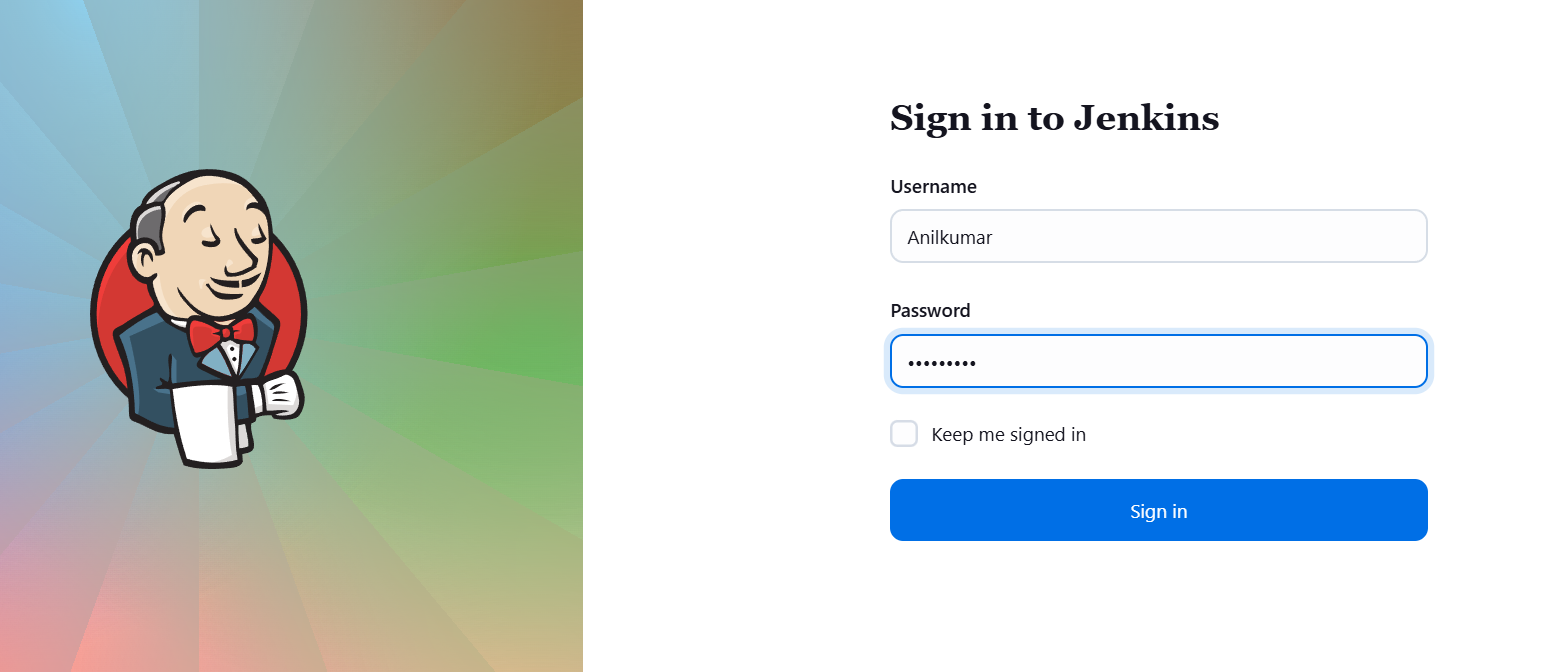 Sign in to Jenkins
Username
Anilkumar
Password
•••••••••
Keep me signed in
Sign in